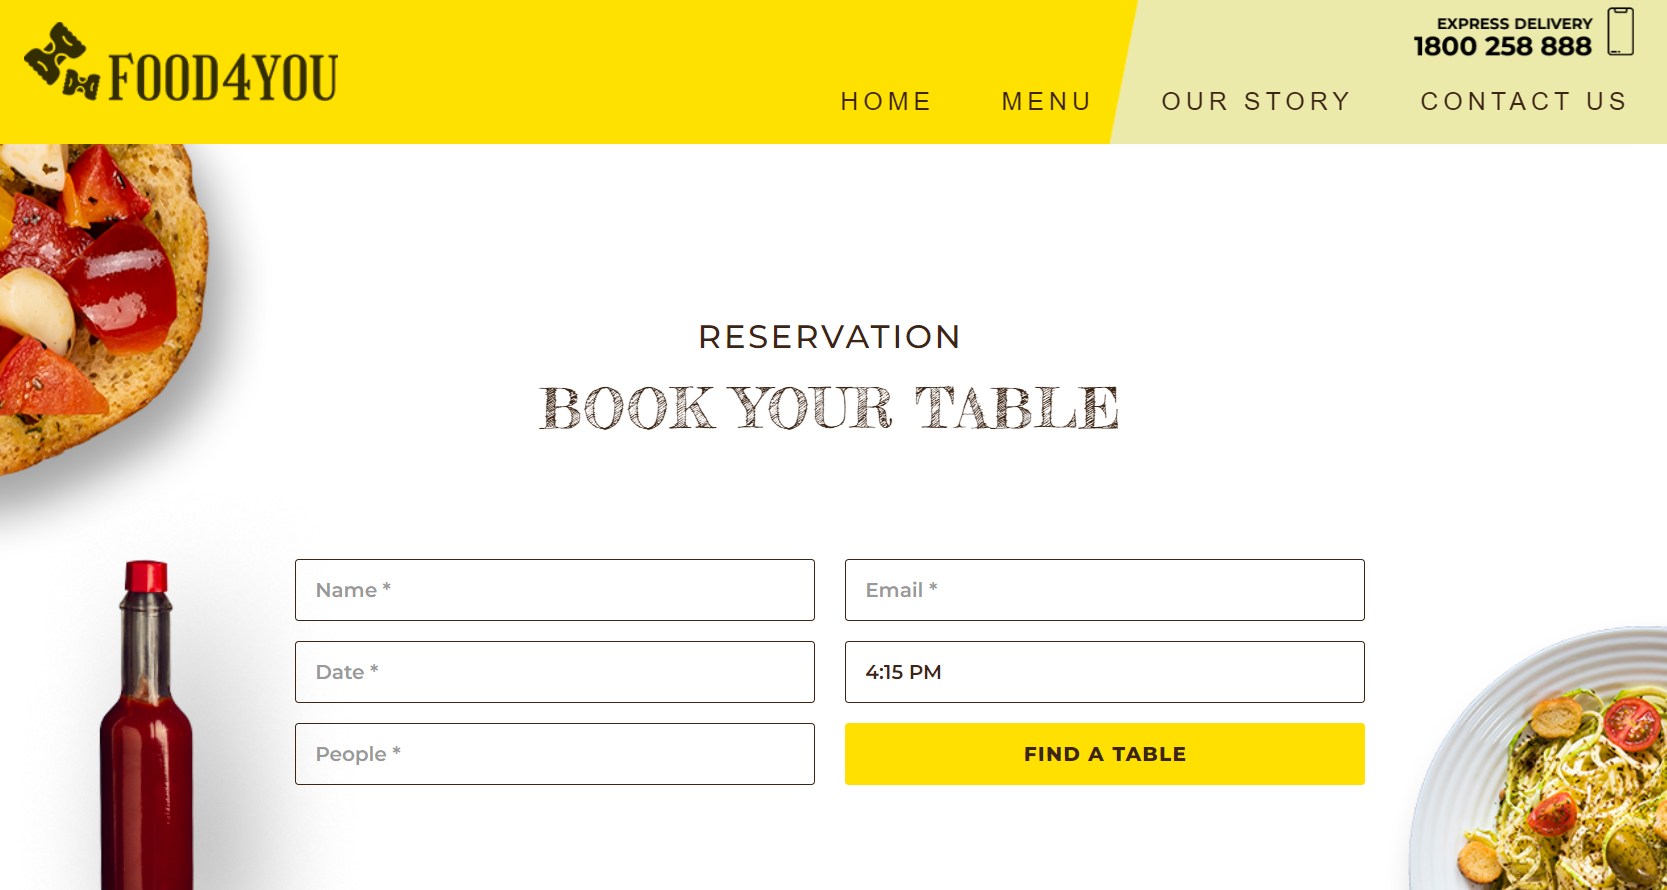 FOOD4YOU
EXPRESS DELIVERY
1800 258 888
HOME MENU OUR STORY CONTACT US
RESERVATION
BOOK YOUR TABLE
Name * Email *
Date * 4:15 PM
People * FIND A TABLE